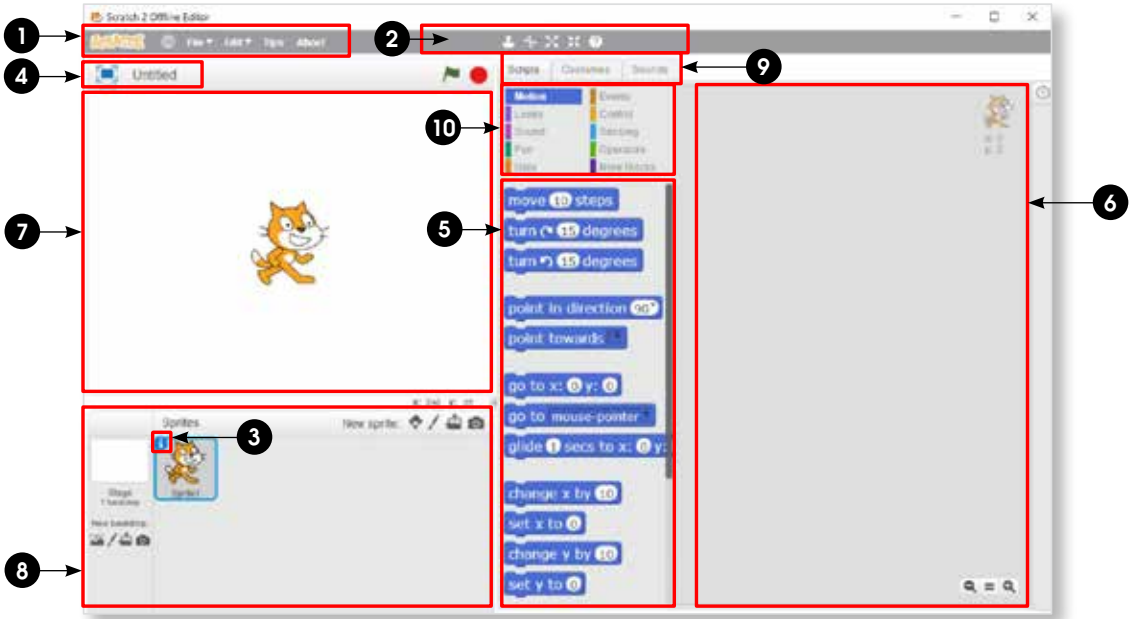 Scratch 2 Offline Editor
1
SCRATCH File Edit Tips About
2
4
Untitled
Scripts Costumes Sounds
9
10
Motion Events
Looks Control
Sound Sensing
Pen Operators
Data More Blocks
6
7
5
move 10 steps
turn 15 degrees
turn 15 degrees
point in direction 90°
point towards
go to x: 0 y: 0
go to mouse-pointer
glide 1 secs to x: 0 y:
change x by 10
set x to 0
change y by 10
set y to 0
Sprites New sprite:
3
Stage
1 backdrop
Sprite1
New backdrop:
8